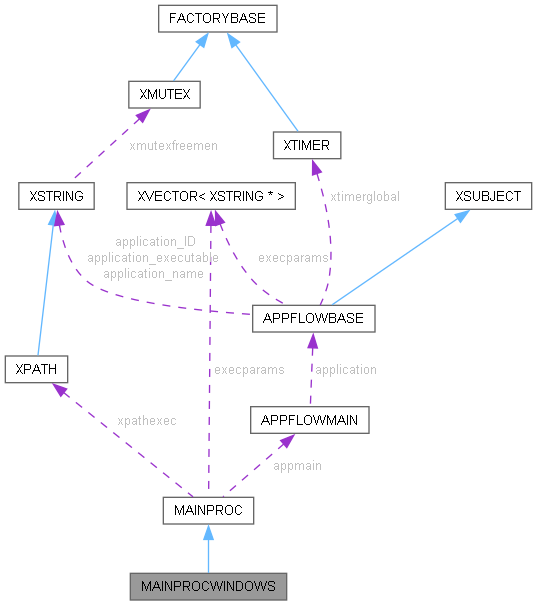 FACTORYBASE
XMUTEX
xmutexfreemen
XTIMER
XSTRING
XVECTOR< XSTRING * >
xtimerglobal
XSUBJECT
application_ID
application_executable
application_name
execparams
APPFLOWBASE
XPATH
execparams
application
xpathexec
APPFLOWMAIN
appmain
MAINPROC
MAINPROCWINDOWS